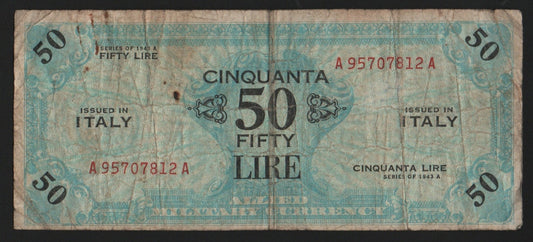 50
50
SERIES OF 1943 A
FIFTY LIRE
CINQUANTA
A 95707812 A
50
ISSUED IN
ITALY
ISSUED IN
ITALY
FIFTY
A 95707812 A
LIRE
CINQUANTA LIRE
SERIES OF 1943 A
50
50
ALLIED
MILITARY CURRENCY